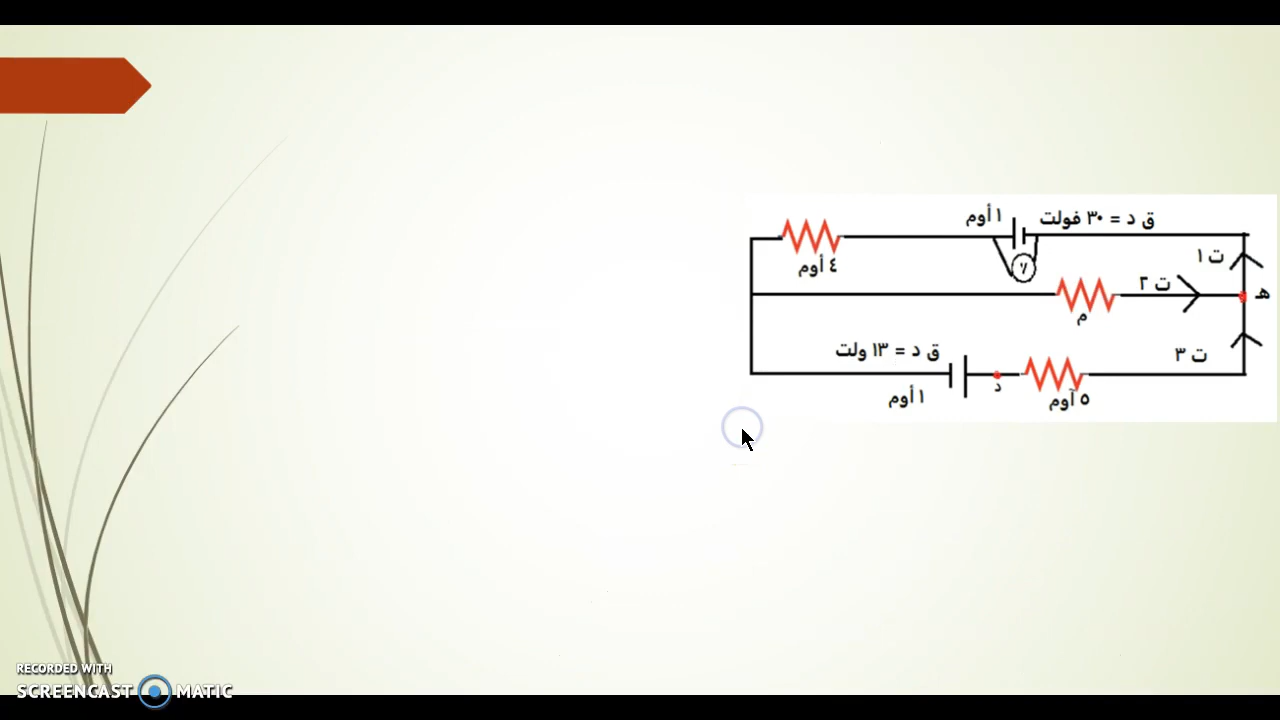 ق د = ٣٠ فولت
١ أوم
٤ أوم
v
ت ١
ت ٢
م
ه
ق د = ١٣ ولت
١ أوم
د
٥ أوم
ت ٣
RECORDED WITH
SCREENCAST MATIC